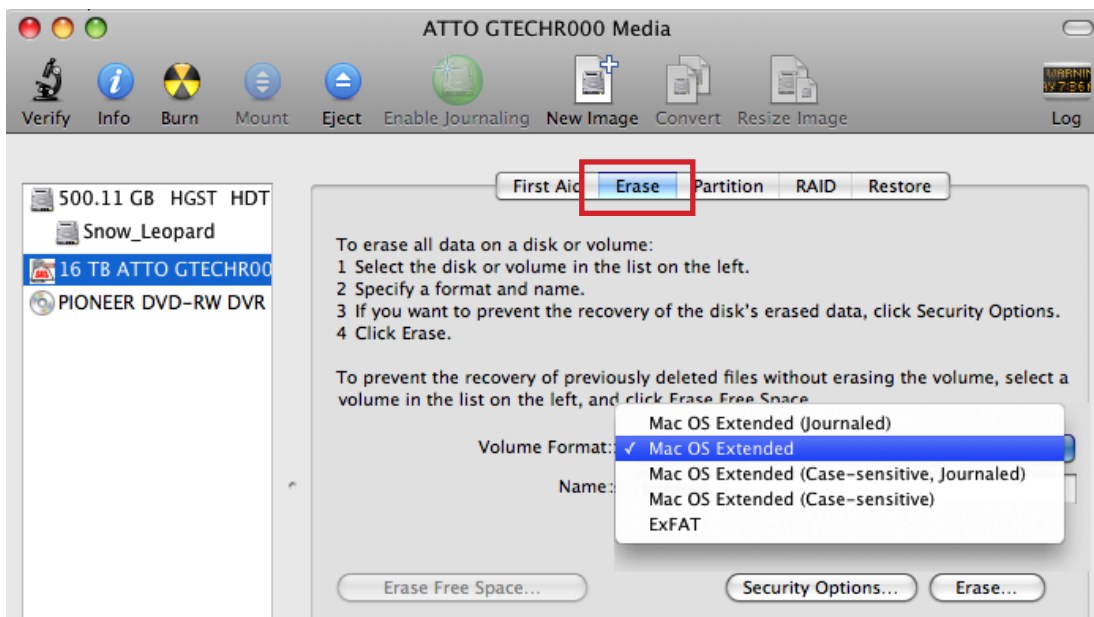 ATTO GTECHR000 Media
Verify Info Burn Mount Eject Enable Journaling New Image Convert Resize Image Log
First Aid Erase Partition RAID Restore
500.11 GB HGST HDT
Snow_Leopard
16 TB ATTO GTECHR00
PIONEER DVD-RW DVR
To erase all data on a disk or volume:
1 Select the disk or volume in the list on the left.
2 Specify a format and name.
3 If you want to prevent the recovery of the disk's erased data, click Security Options.
4 Click Erase.
To prevent the recovery of previously deleted files without erasing the volume, select a
volume in the list on the left, and click Erase Free Space.
Volume Format:
Mac OS Extended (Journaled)
✓ Mac OS Extended
Mac OS Extended (Case-sensitive, Journaled)
Mac OS Extended (Case-sensitive)
ExFAT
Name:
Erase Free Space... Security Options... Erase...